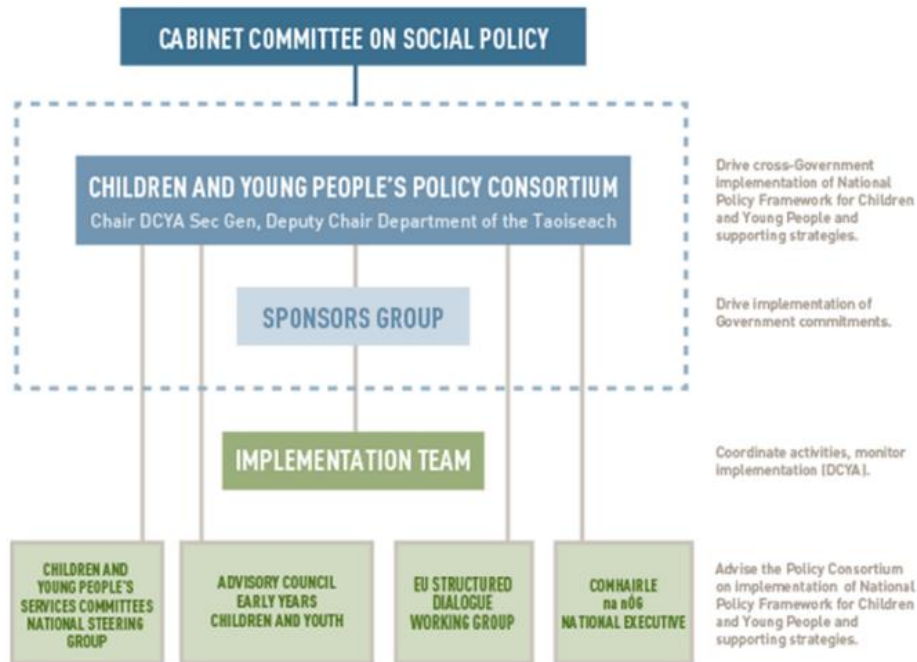 CABINET COMMITTEE ON SOCIAL POLICY
CHILDREN AND YOUNG PEOPLE'S POLICY CONSORTIUM
Chair DCYA Sec Gen, Deputy Chair Department of the Taoiseach
Drive cross-Government
implementation of National
Policy Framework for Children
and Young People and
supporting strategies.
SPONSORS GROUP
Drive implementation of
Government commitments.
IMPLEMENTATION TEAM
Coordinate activities, monitor
implementation (DCYA).
CHILDREN AND
YOUNG PEOPLE'S
SERVICES COMMITTEES
NATIONAL STEERING
GROUP
ADVISORY COUNCIL
EARLY YEARS
CHILDREN AND YOUTH
EU STRUCTURED
DIALOGUE
WORKING GROUP
COMHAIRLE
na nÓG
NATIONAL EXECUTIVE
Advise the Policy Consortium
on implementation of National
Policy Framework for Children
and Young People and
supporting strategies.